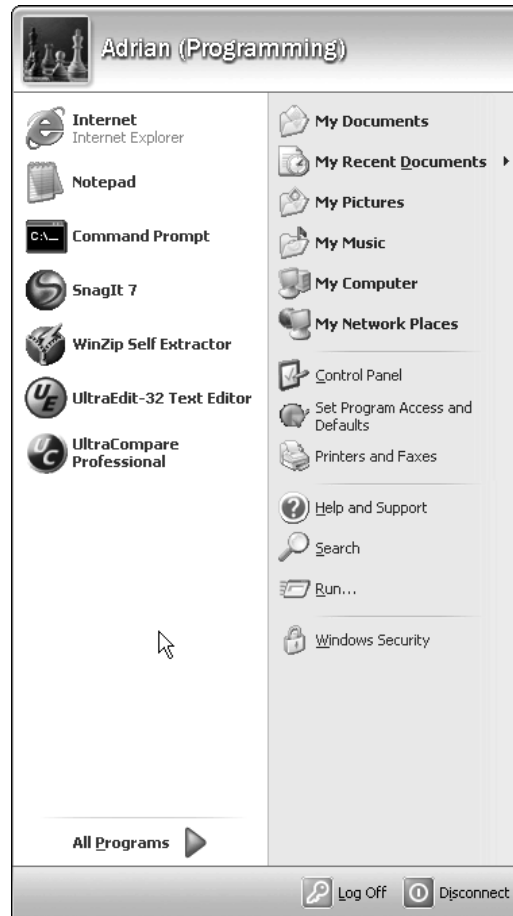 Adrian (Programming)
Internet
Internet Explorer
Notepad
C:\_
Command Prompt
SnagIt 7
WinZip Self Extractor
UE
UltraEdit-32 Text Editor
UC
UltraCompare
Professional
All Programs
My Documents
My Recent Documents
My Pictures
My Music
My Computer
My Network Places
Control Panel
Set Program Access and
Defaults
Printers and Faxes
Help and Support
Search
Run...
Windows Security
Log Off
Disconnect